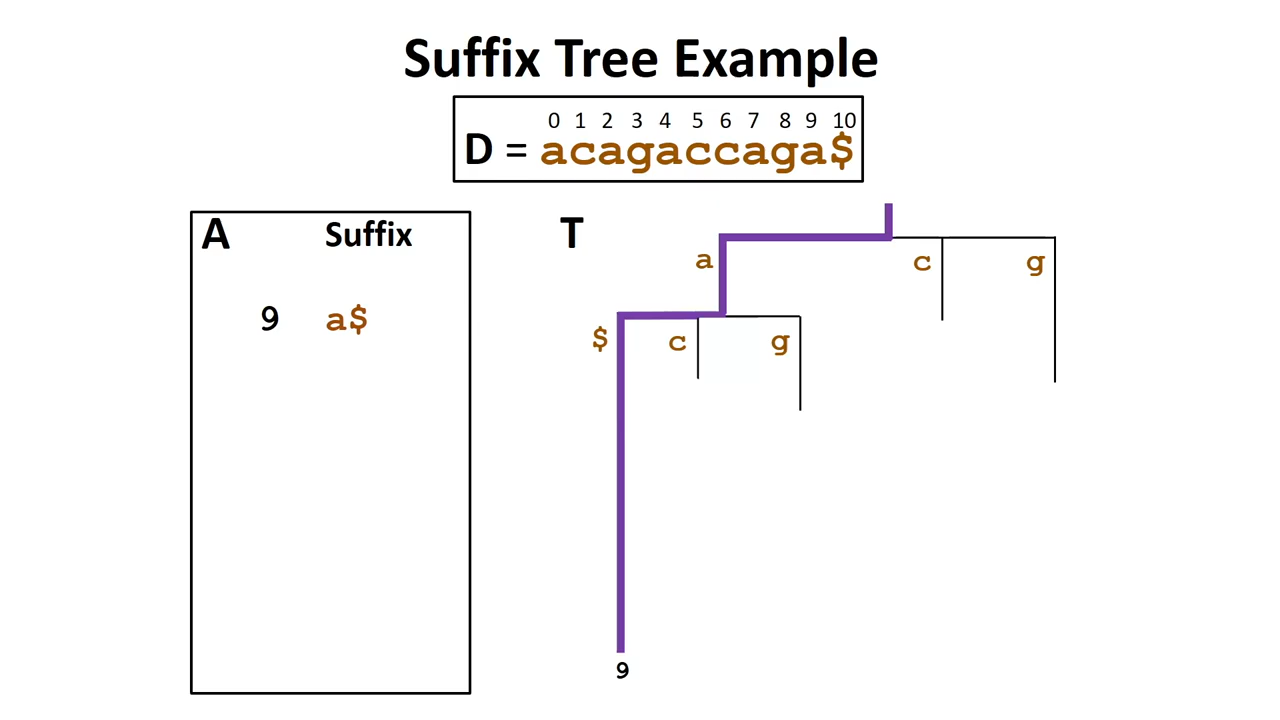 Suffix Tree Example
0 1 2 3 4 5 6 7 8 9 10
D = acagaccaga$
A Suffix
9 a$
T
a c g
$ c g
9